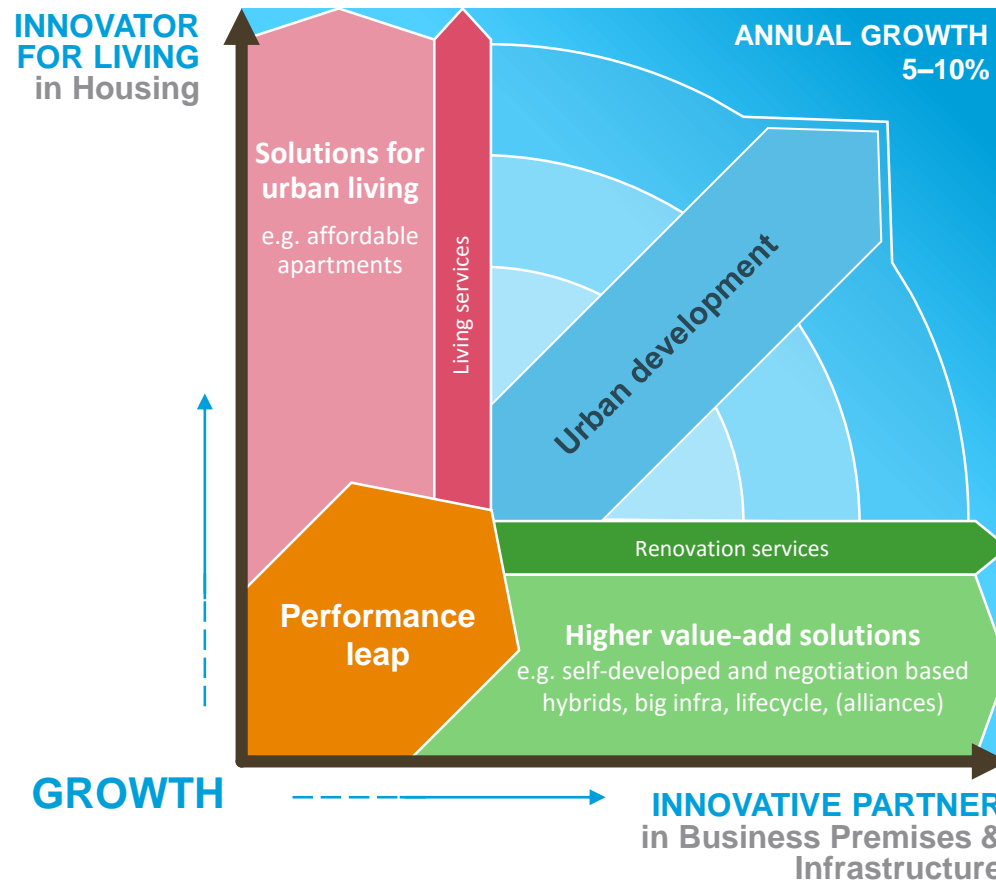 INNOVATOR
FOR LIVING
in Housing
ANNUAL GROWTH
5–10%
Solutions for
urban living
e.g. affordable
apartments
Living services
Urban development
Renovation services
Performance
leap
Higher value-add solutions
e.g. self-developed and negotiation based
hybrids, big infra, lifecycle, (alliances)
GROWTH
INNOVATIVE PARTNER
in Business Premises &
Infrastructure